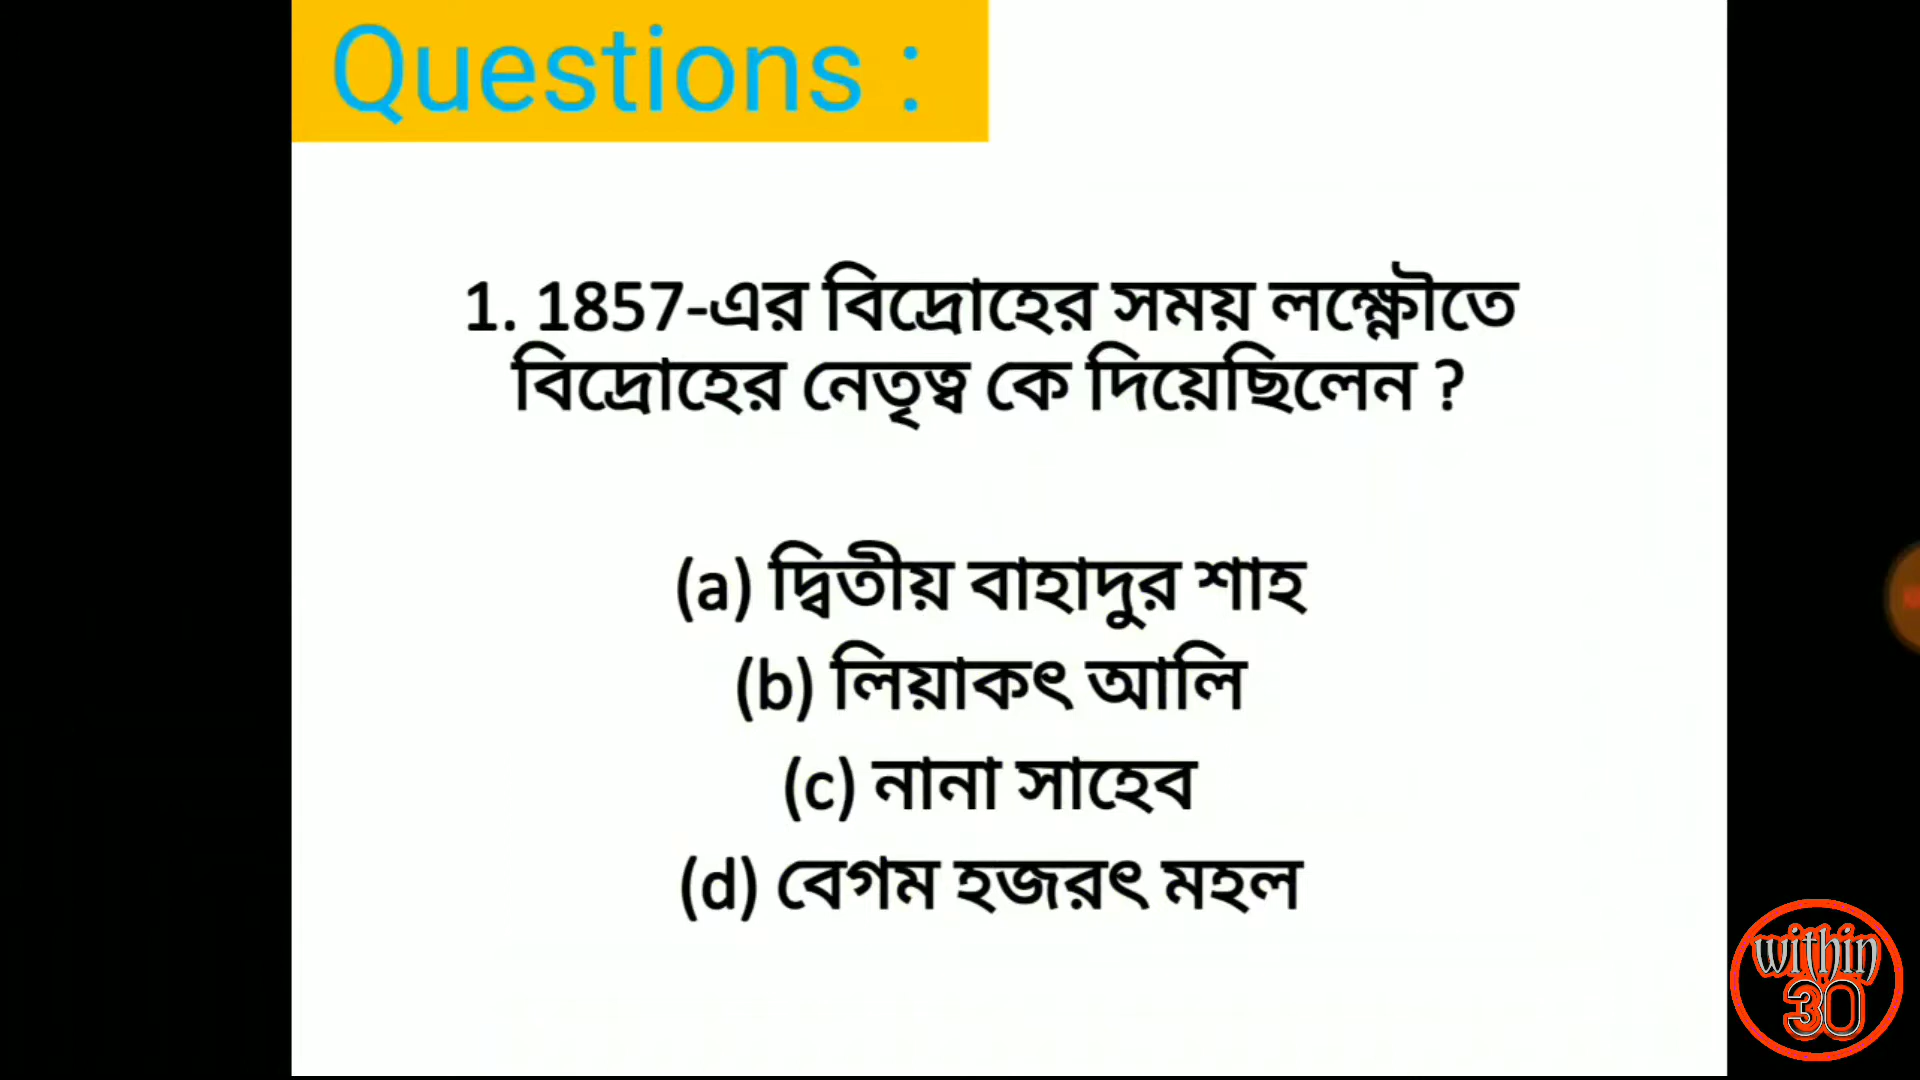 Questions :
1. 1857-এর বিদ্রোহের সময় লক্ষ্ণৌতে
বিদ্রোহের নেতৃত্ব কে দিয়েছিলেন ?
(a) দ্বিতীয় বাহাদুর শাহ
(b) লিয়াকৎ আলি
(c) নানা সাহেব
(d) বেগম হজরৎ মহল
within
30